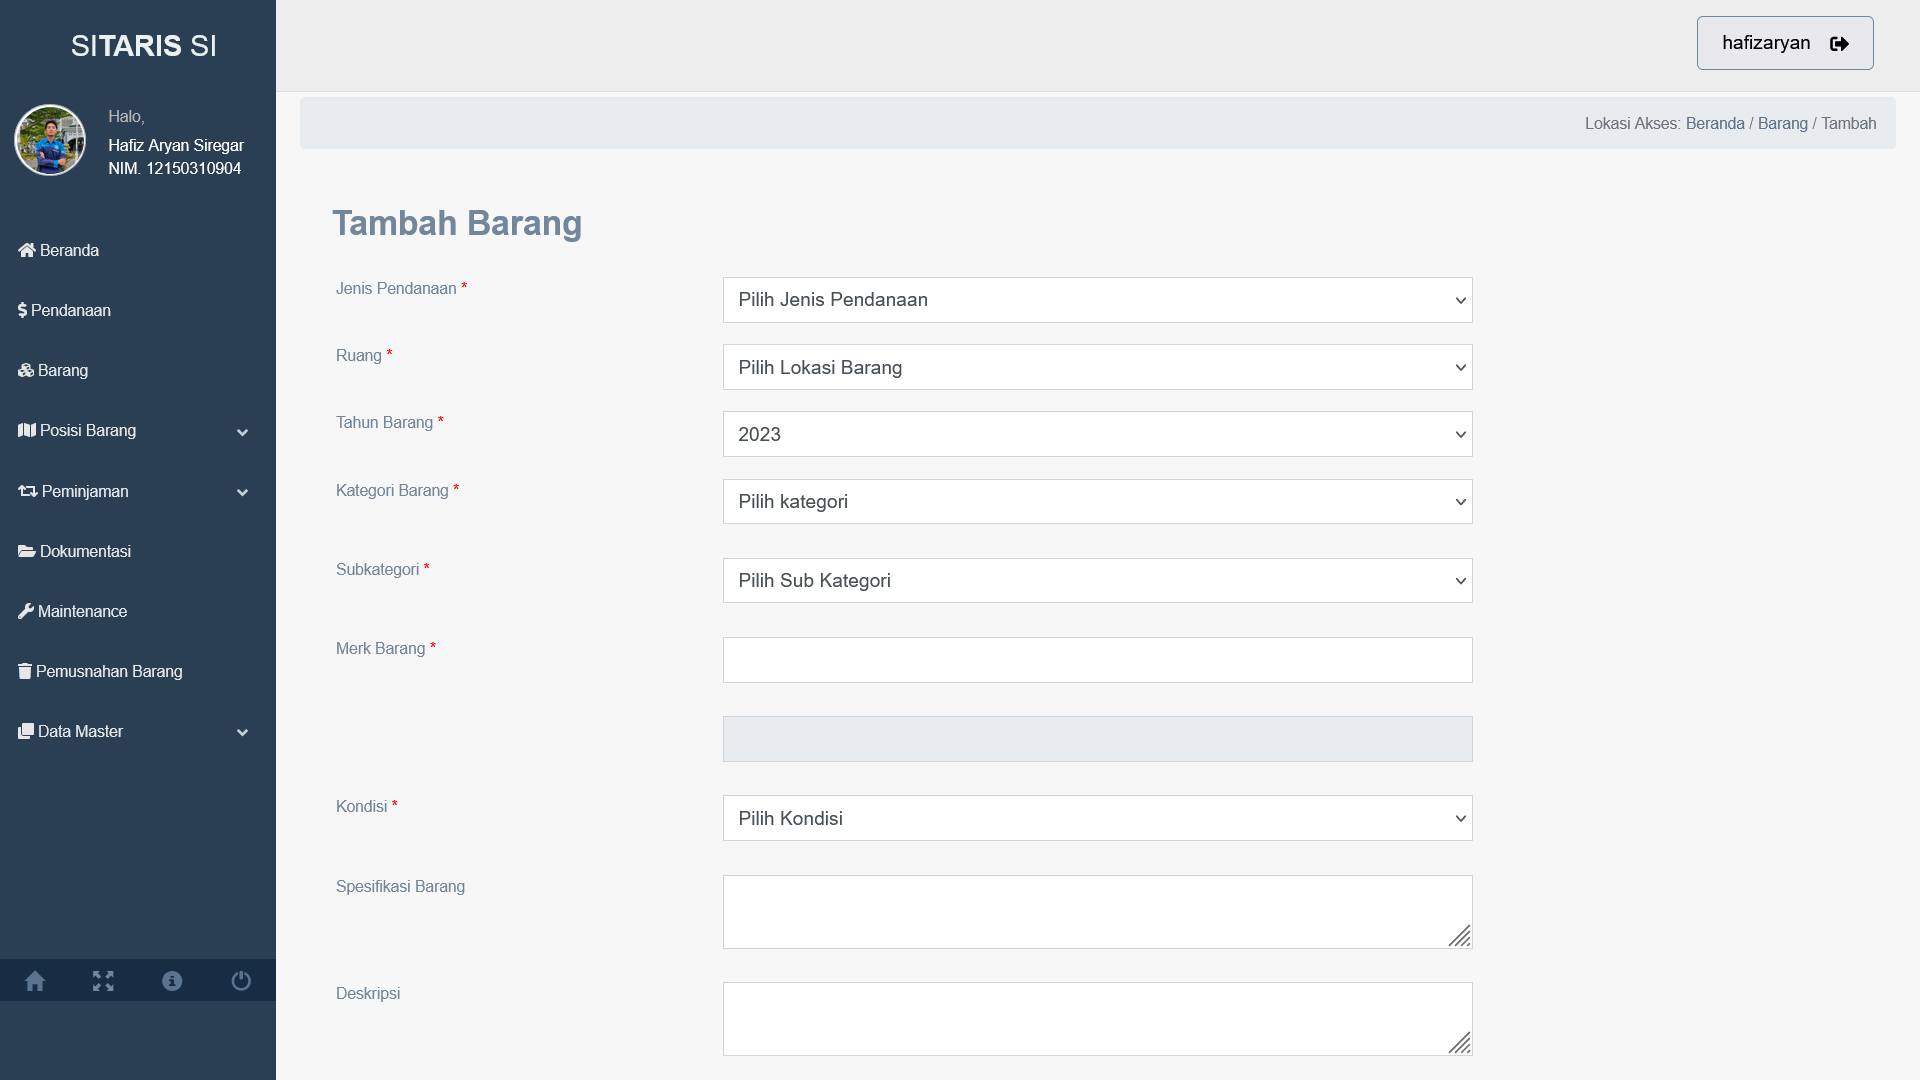 SITARIS SI
hafizaryan
Halo,
Hafiz Aryan Siregar
NIM. 12150310904
Lokasi Akses: Beranda / Barang / Tambah
Beranda
Pendanaan
Barang
Posisi Barang
Peminjaman
Dokumentasi
Maintenance
Pemusnahan Barang
Data Master
Tambah Barang
Jenis Pendanaan *
Pilih Jenis Pendanaan
Ruang *
Pilih Lokasi Barang
Tahun Barang *
2023
Kategori Barang *
Pilih kategori
Subkategori *
Pilih Sub Kategori
Merk Barang *
Kondisi *
Pilih Kondisi
Spesifikasi Barang
Deskripsi